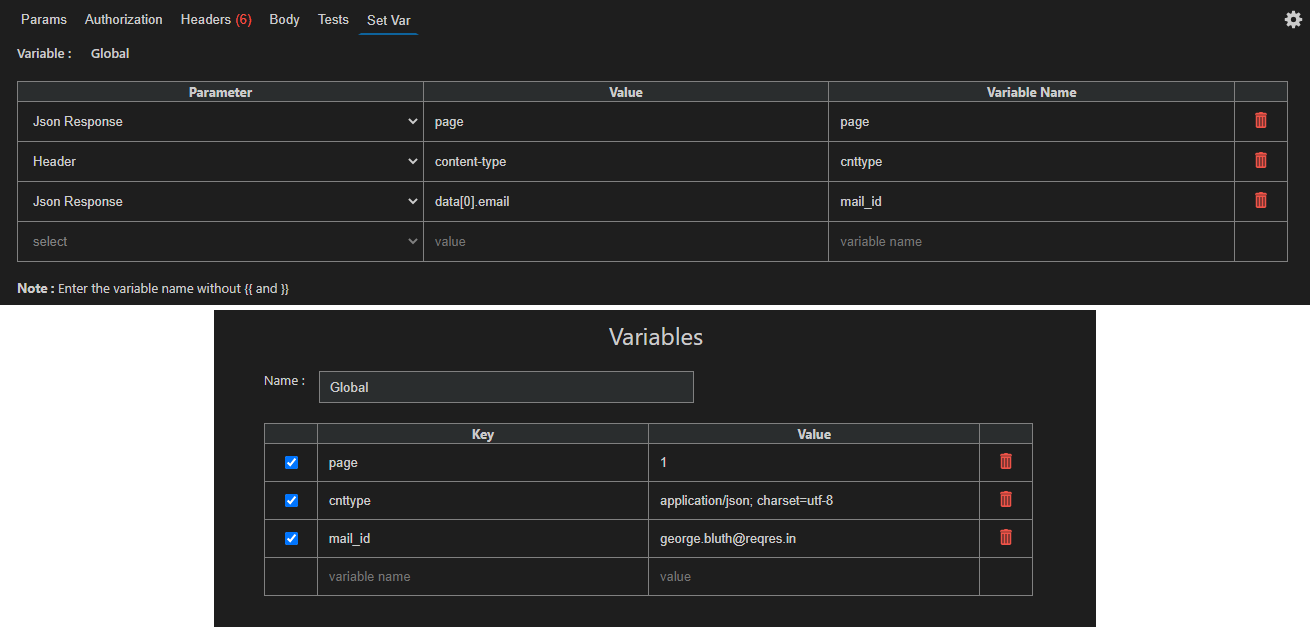 Params Authorization Headers (6) Body Tests Set Var
Variable : Global
Parameter Value Variable Name
Json Response page page
Header content-type cnttype
Json Response data[0].email mail_id
select value variable name
Note : Enter the variable name without {{ and }}
Variables
Name : Global
Key Value
page 1
cnttype application/json; charset=utf-8
mail_id george.bluth@reqres.in
variable name value